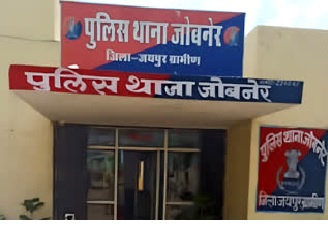 पुलिस थाना जोबनेर
जिला-जयपुर ग्रामीण
पुलिस थाना जोबनेर
पुलिस थाना जोबनेर
जिला जयपुर ग्रामीण